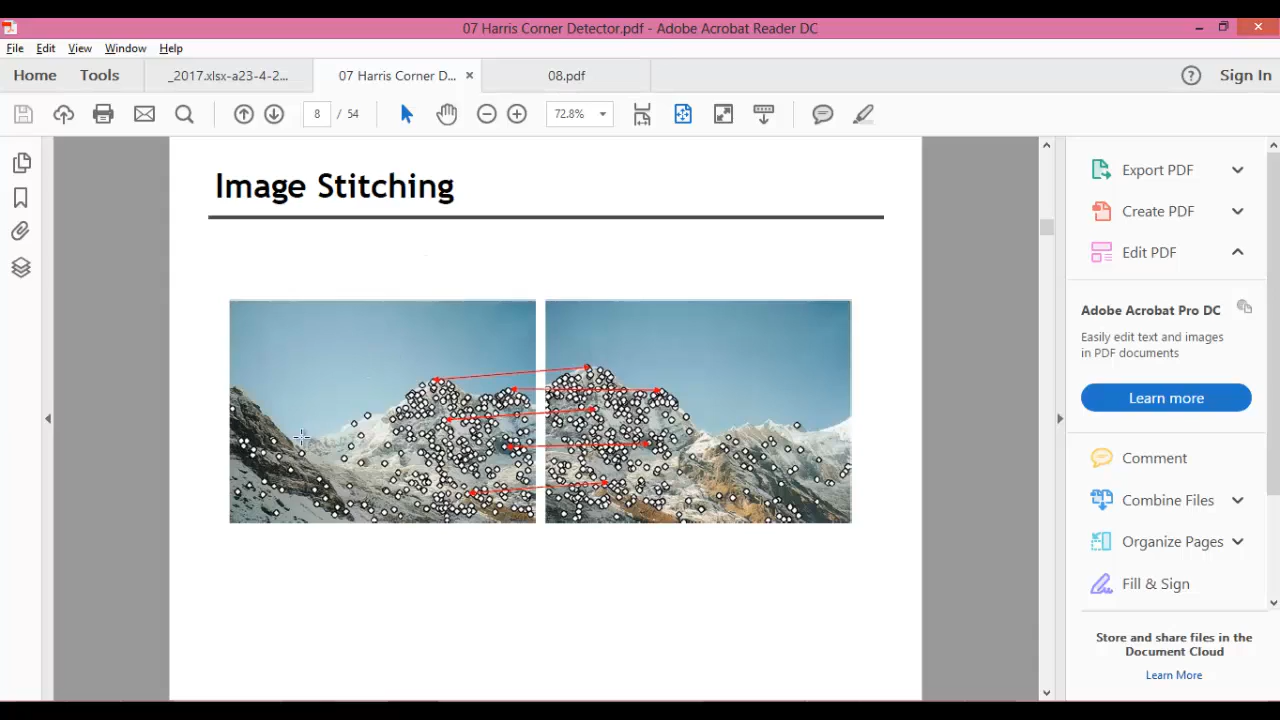 07 Harris Corner Detector.pdf - Adobe Acrobat Reader DC
File Edit View Window Help
Home Tools _2017.xlsx-a23-4-2... 07 Harris Corner D... 08.pdf Sign In
8 / 54 72.8%
Image Stitching
Export PDF
Create PDF
Edit PDF
Adobe Acrobat Pro DC
Easily edit text and images
in PDF documents
Learn more
Comment
Combine Files
Organize Pages
Fill & Sign
Store and share files in the
Document Cloud
Learn More